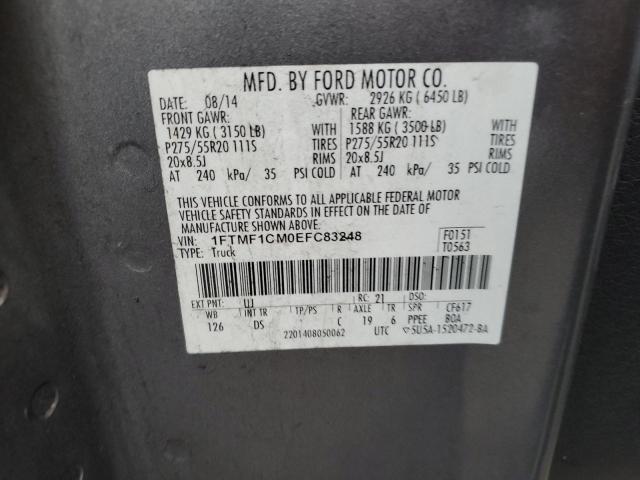 MFD. BY FORD MOTOR CO.
DATE: 08/14 GVWR: 2926 KG ( 6450 LB)
FRONT GAWR: REAR GAWR:
1429 KG ( 3150 LB) WITH 1588 KG ( 3500 LB) WITH
P275/55R20 111S TIRES P275/55R20 111S TIRES
20x8.5J RIMS 20x8.5J RIMS
AT 240 kPa/ 35 PSI COLD AT 240 kPa/ 35 PSI COLD
THIS VEHICLE CONFORMS TO ALL APPLICABLE FEDERAL MOTOR
VEHICLE SAFETY STANDARDS IN EFFECT ON THE DATE OF
MANUFACTURE SHOWN ABOVE.
VIN: 1FTMF1CM0EFC83248 F0151
TYPE: Truck T0563
EXT PNT: UJ RC: 21 DSO:
WB INT TR TP/PS R AXLE TR SPR CF617
126 DS C 19 6 PPEE BOA
2201408050062 UTC 5U5A-1520472-BA